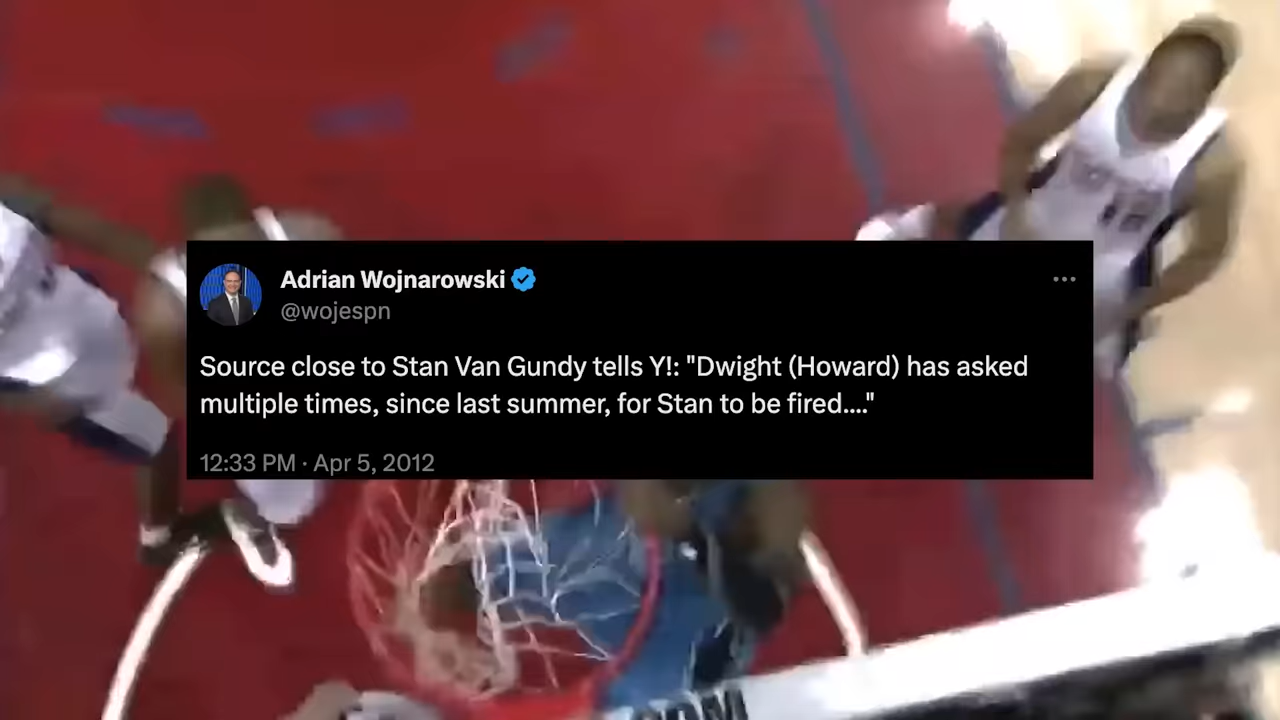 Adrian Wojnarowski
@wojespn
Source close to Stan Van Gundy tells Y!: "Dwight (Howard) has asked
multiple times, since last summer, for Stan to be fired...."
12:33 PM · Apr 5, 2012